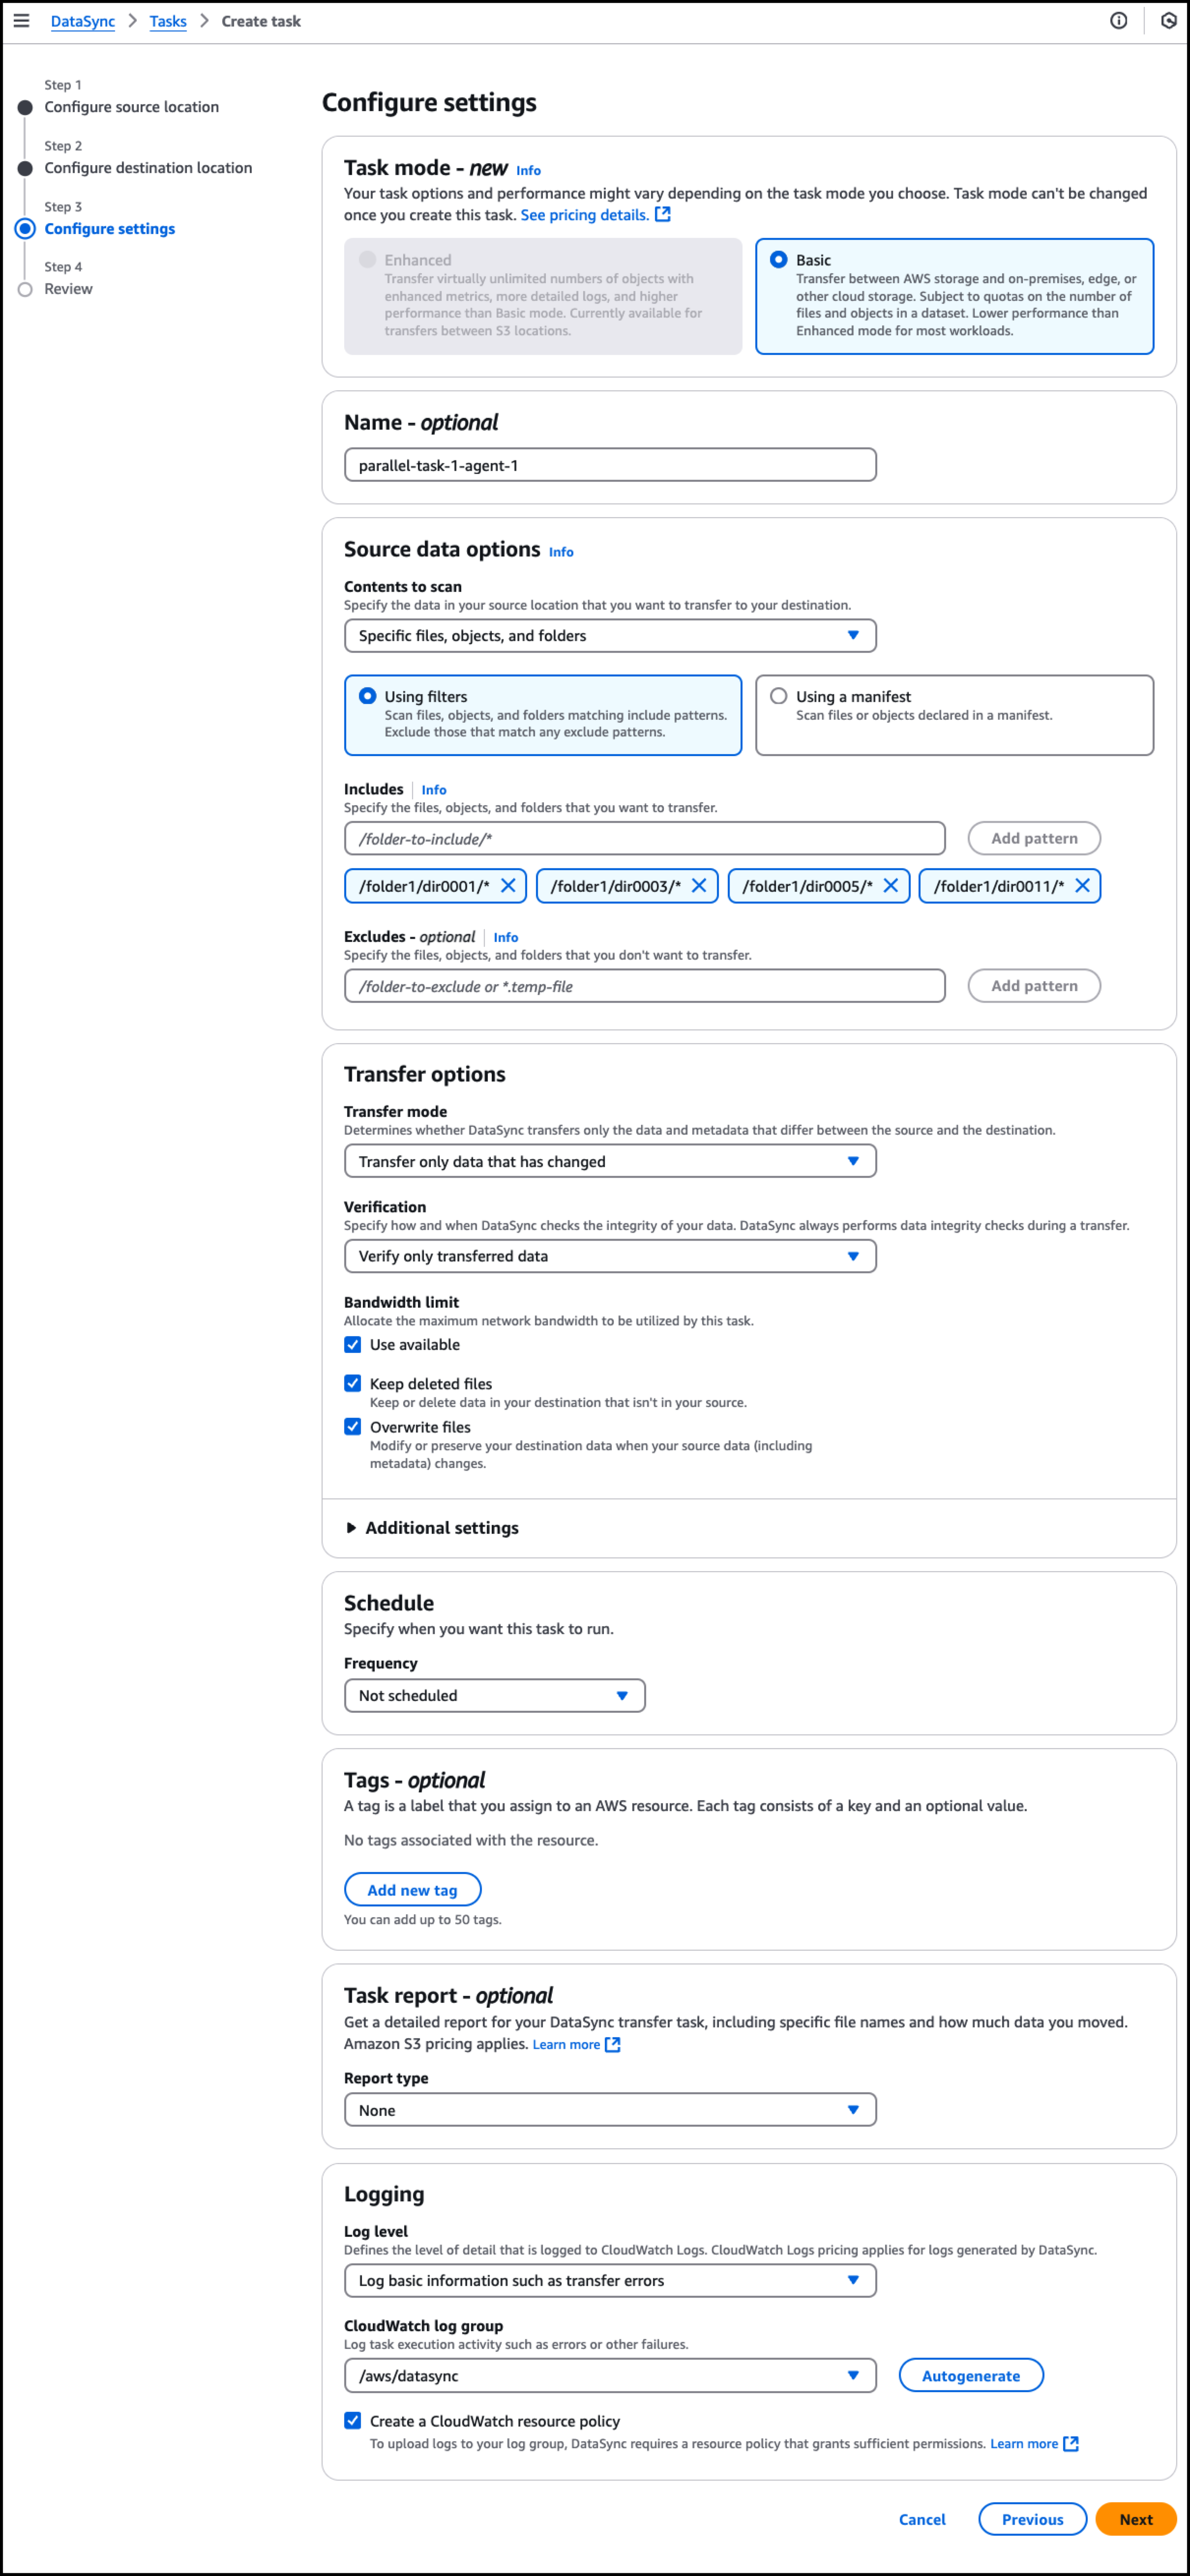 DataSync > Tasks > Create task
Step 1
Configure source location
Step 2
Configure destination location
Step 3
Configure settings
Step 4
Review
Configure settings
Task mode - new Info
Your task options and performance might vary depending on the task mode you choose. Task mode can't be changed
once you create this task. See pricing details.
Enhanced
Transfer virtually unlimited numbers of objects with
enhanced metrics, more detailed logs, and higher
performance than Basic mode. Currently available for
transfers between S3 locations.
Basic
Transfer between AWS storage and on-premises, edge, or
other cloud storage. Subject to quotas on the number of
files and objects in a dataset. Lower performance than
Enhanced mode for most workloads.
Name - optional
parallel-task-1-agent-1
Source data options Info
Contents to scan
Specify the data in your source location that you want to transfer to your destination.
Specific files, objects, and folders
Using filters
Scan files, objects, and folders matching include patterns.
Exclude those that match any exclude patterns.
Using a manifest
Scan files or objects declared in a manifest.
Includes Info
Specify the files, objects, and folders that you want to transfer.
/folder-to-include/* Add pattern
/folder1/dir0001/* /folder1/dir0003/* /folder1/dir0005/* /folder1/dir0011/*
Excludes - optional Info
Specify the files, objects, and folders that you don't want to transfer.
/folder-to-exclude or *.temp-file Add pattern
Transfer options
Transfer mode
Determines whether DataSync transfers only the data and metadata that differ between the source and the destination.
Transfer only data that has changed
Verification
Specify how and when DataSync checks the integrity of your data. DataSync always performs data integrity checks during a transfer.
Verify only transferred data
Bandwidth limit
Allocate the maximum network bandwidth to be utilized by this task.
Use available
Keep deleted files
Keep or delete data in your destination that isn't in your source.
Overwrite files
Modify or preserve your destination data when your source data (including
metadata) changes.
Additional settings
Schedule
Specify when you want this task to run.
Frequency
Not scheduled
Tags - optional
A tag is a label that you assign to an AWS resource. Each tag consists of a key and an optional value.
No tags associated with the resource.
Add new tag
You can add up to 50 tags.
Task report - optional
Get a detailed report for your DataSync transfer task, including specific file names and how much data you moved.
Amazon S3 pricing applies. Learn more
Report type
None
Logging
Log level
Defines the level of detail that is logged to CloudWatch Logs. CloudWatch Logs pricing applies for logs generated by DataSync.
Log basic information such as transfer errors
CloudWatch log group
Log task execution activity such as errors or other failures.
/aws/datasync Autogenerate
Create a CloudWatch resource policy
To upload logs to your log group, DataSync requires a resource policy that grants sufficient permissions. Learn more
Cancel Previous Next